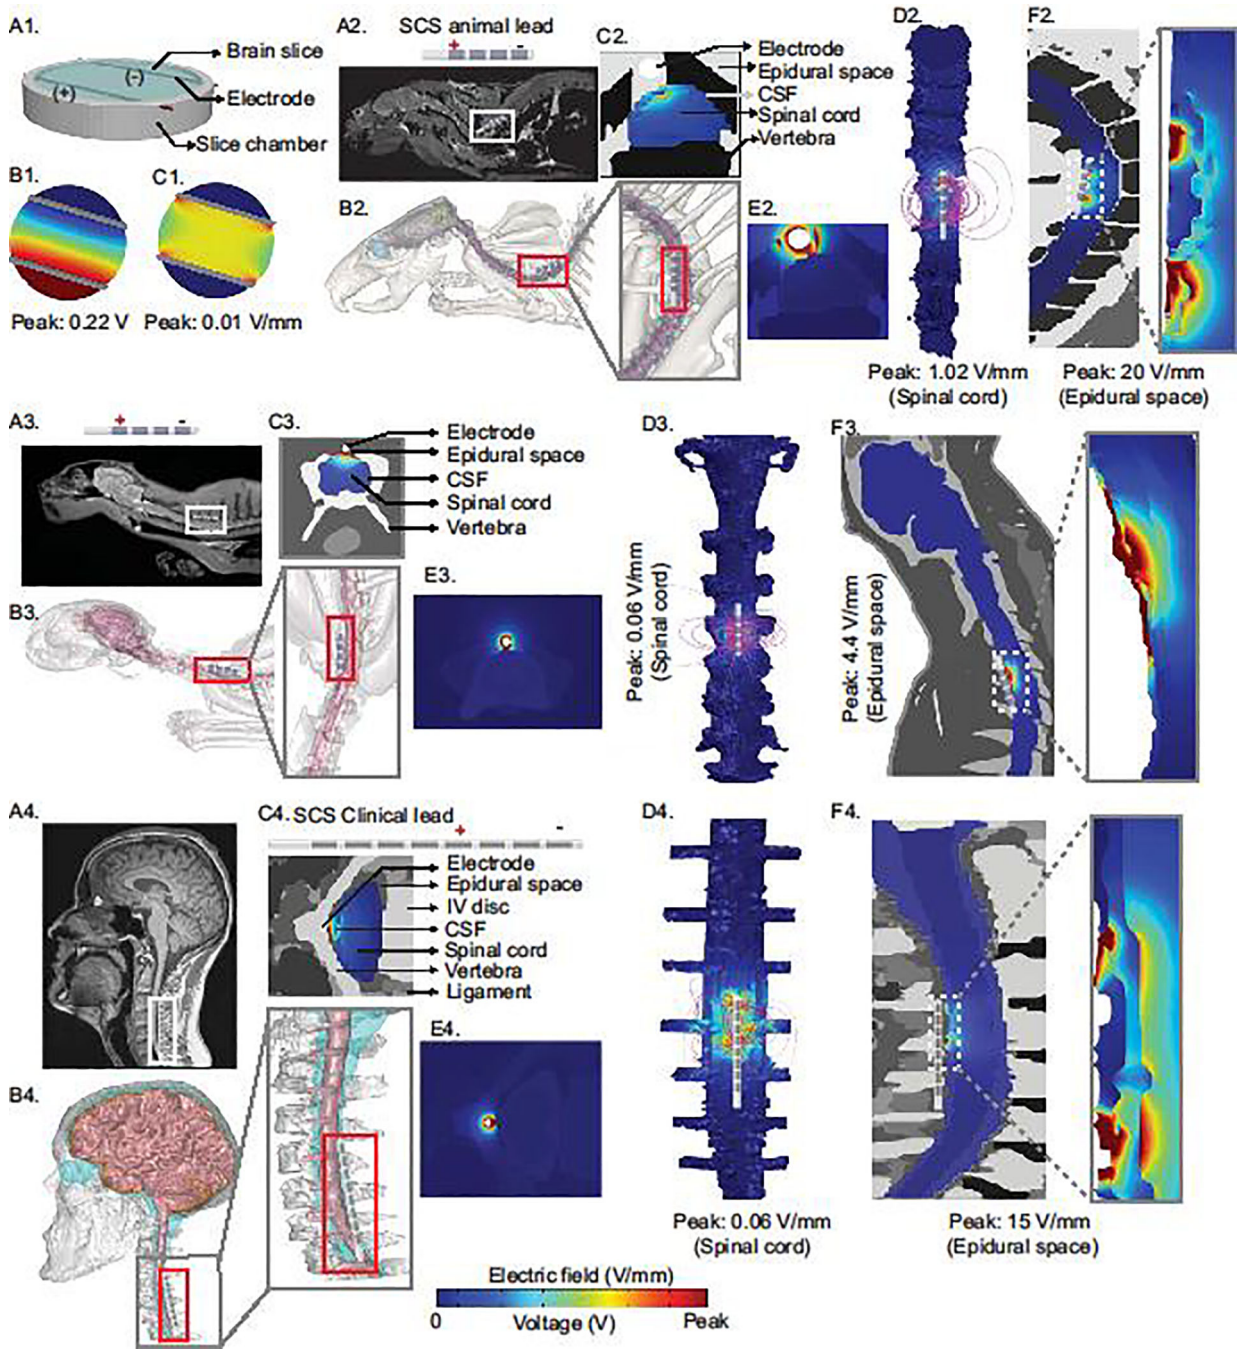 A1.
Brain slice
(-)
(+)
Electrode
Slice chamber
B1.
C1.
Peak: 0.22 V
Peak: 0.01 V/mm
A2.
SCS animal lead
+
-
C2.
Electrode
Epidural space
CSF
Spinal cord
Vertebra
B2.
E2.
D2.
Peak: 1.02 V/mm
(Spinal cord)
F2.
Peak: 20 V/mm
(Epidural space)
A3.
+
-
C3.
Electrode
Epidural space
CSF
Spinal cord
Vertebra
B3.
E3.
D3.
Peak: 0.06 V/mm
(Spinal cord)
F3.
Peak: 4.4 V/mm
(Epidural space)
A4.
C4. SCS Clinical lead
+
-
Electrode
Epidural space
IV disc
CSF
Spinal cord
Vertebra
Ligament
B4.
E4.
D4.
Peak: 0.06 V/mm
(Spinal cord)
F4.
Peak: 15 V/mm
(Epidural space)
Electric field (V/mm)
0
Voltage (V)
Peak